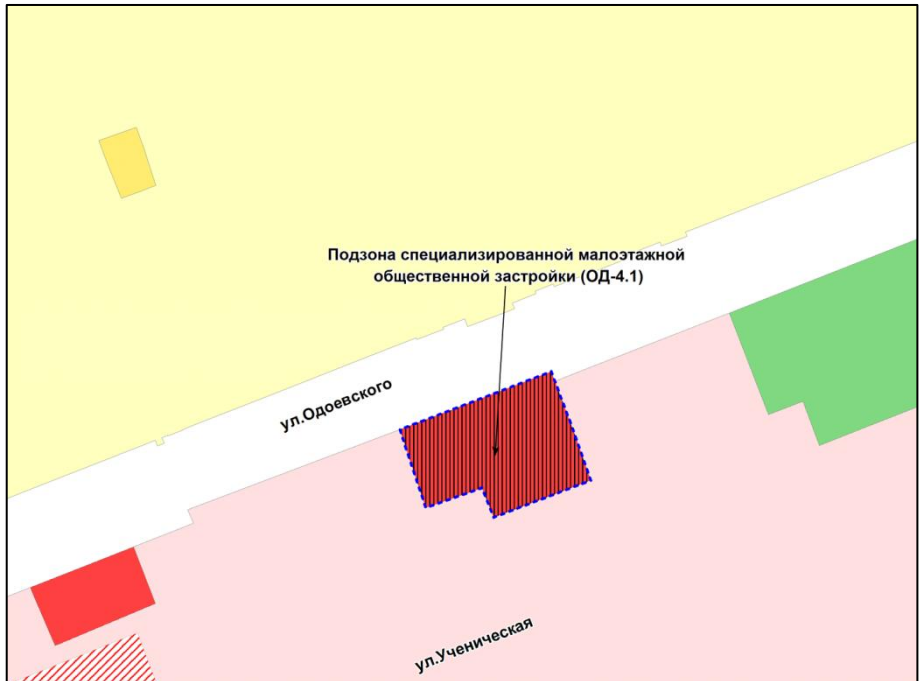 Подзона специализированной малоэтажной
общественной застройки (ОД-4.1)
ул.Одоевского
ул.Ученическая